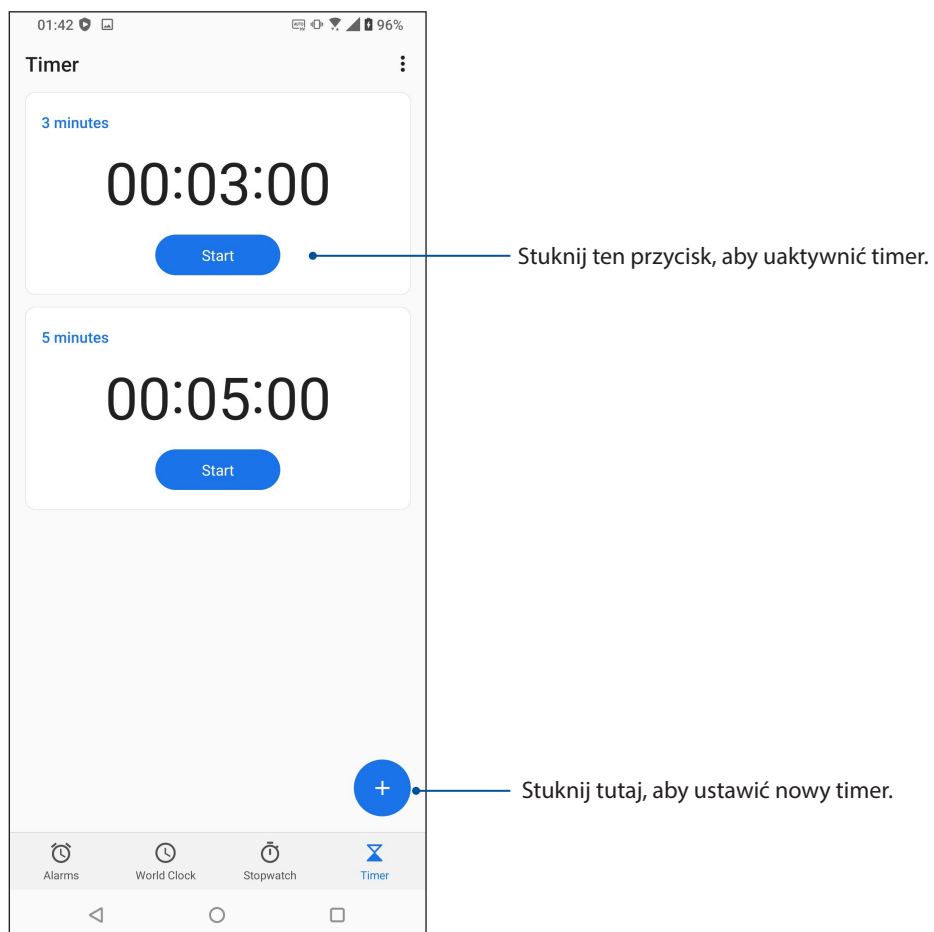 01:42 96%
Timer
3 minutes
00:03:00
Start
Stuknij ten przycisk, aby uaktywnić timer.
5 minutes
00:05:00
Start
+
Stuknij tutaj, aby ustawić nowy timer.
Alarms World Clock Stopwatch Timer